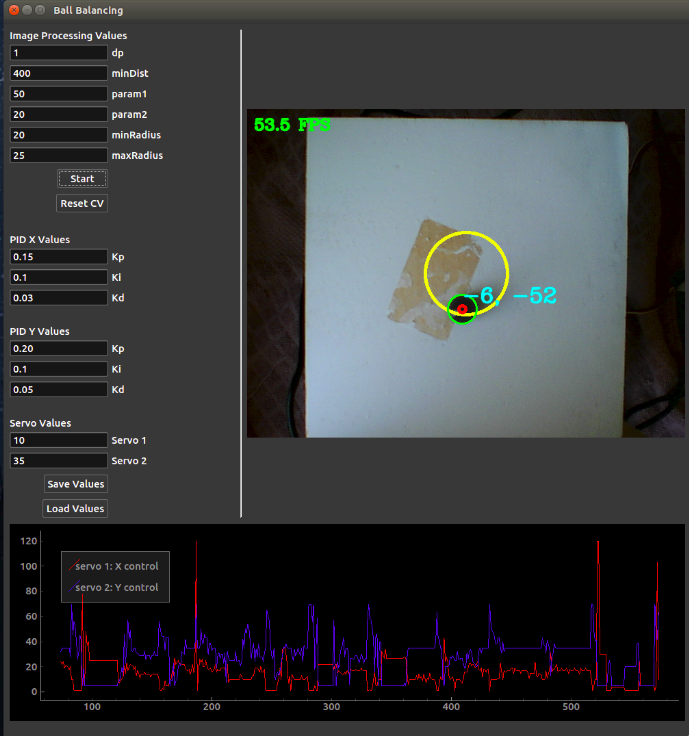 Ball Balancing
Image Processing Values
1 dp
400 minDist
50 param1
20 param2
20 minRadius
25 maxRadius
Start
Reset CV
PID X Values
0.15 Kp
0.1 Ki
0.03 Kd
PID Y Values
0.20 Kp
0.1 Ki
0.05 Kd
Servo Values
10 Servo 1
35 Servo 2
Save Values
Load Values
53.5 FPS
-6, -52
servo 1: X control
servo 2: Y control
120
100
80
60
40
20
0
100 200 300 400 500